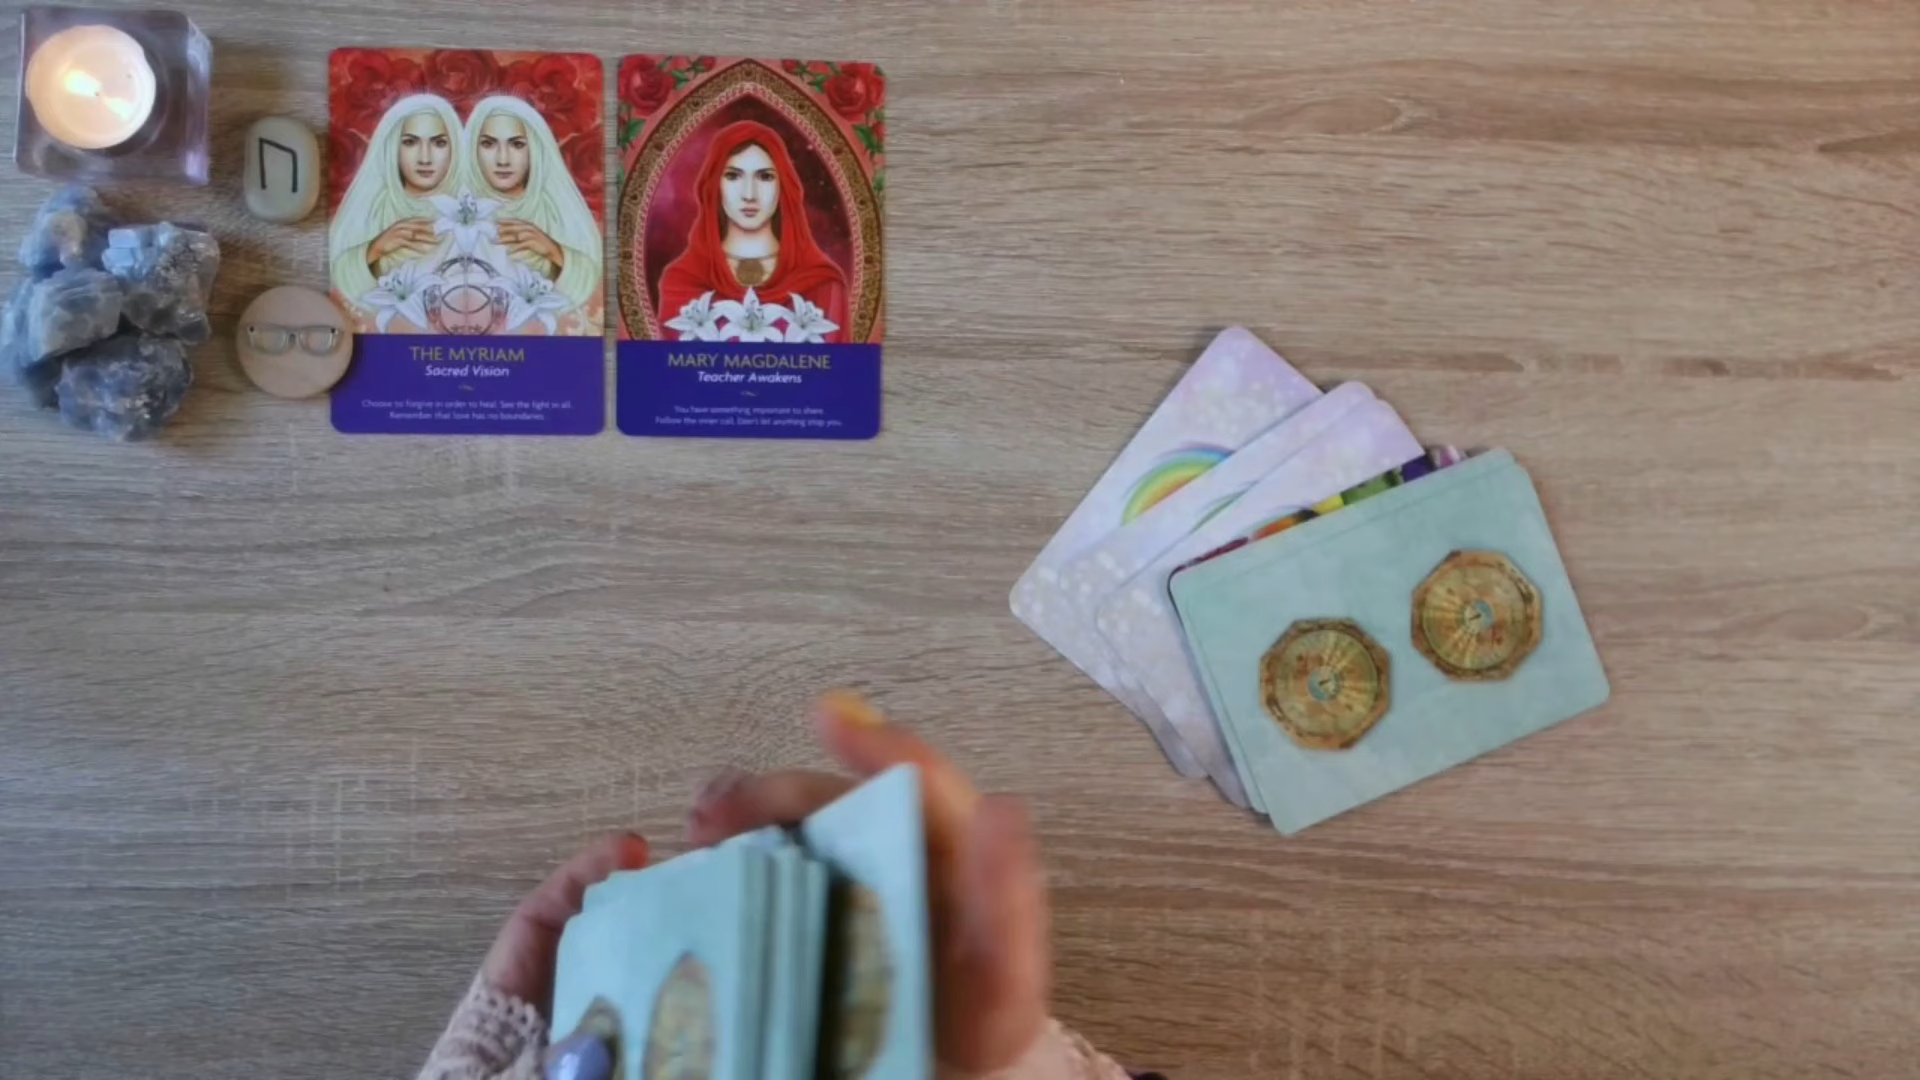 THE MYRIAM
Sacred Vision
Choose to forgive in order to heal. See the light in all.
Remember that love has no boundaries.
MARY MAGDALENE
Teacher Awakens
You have something important to share.
Follow the inner call. Don't let anything stop you.